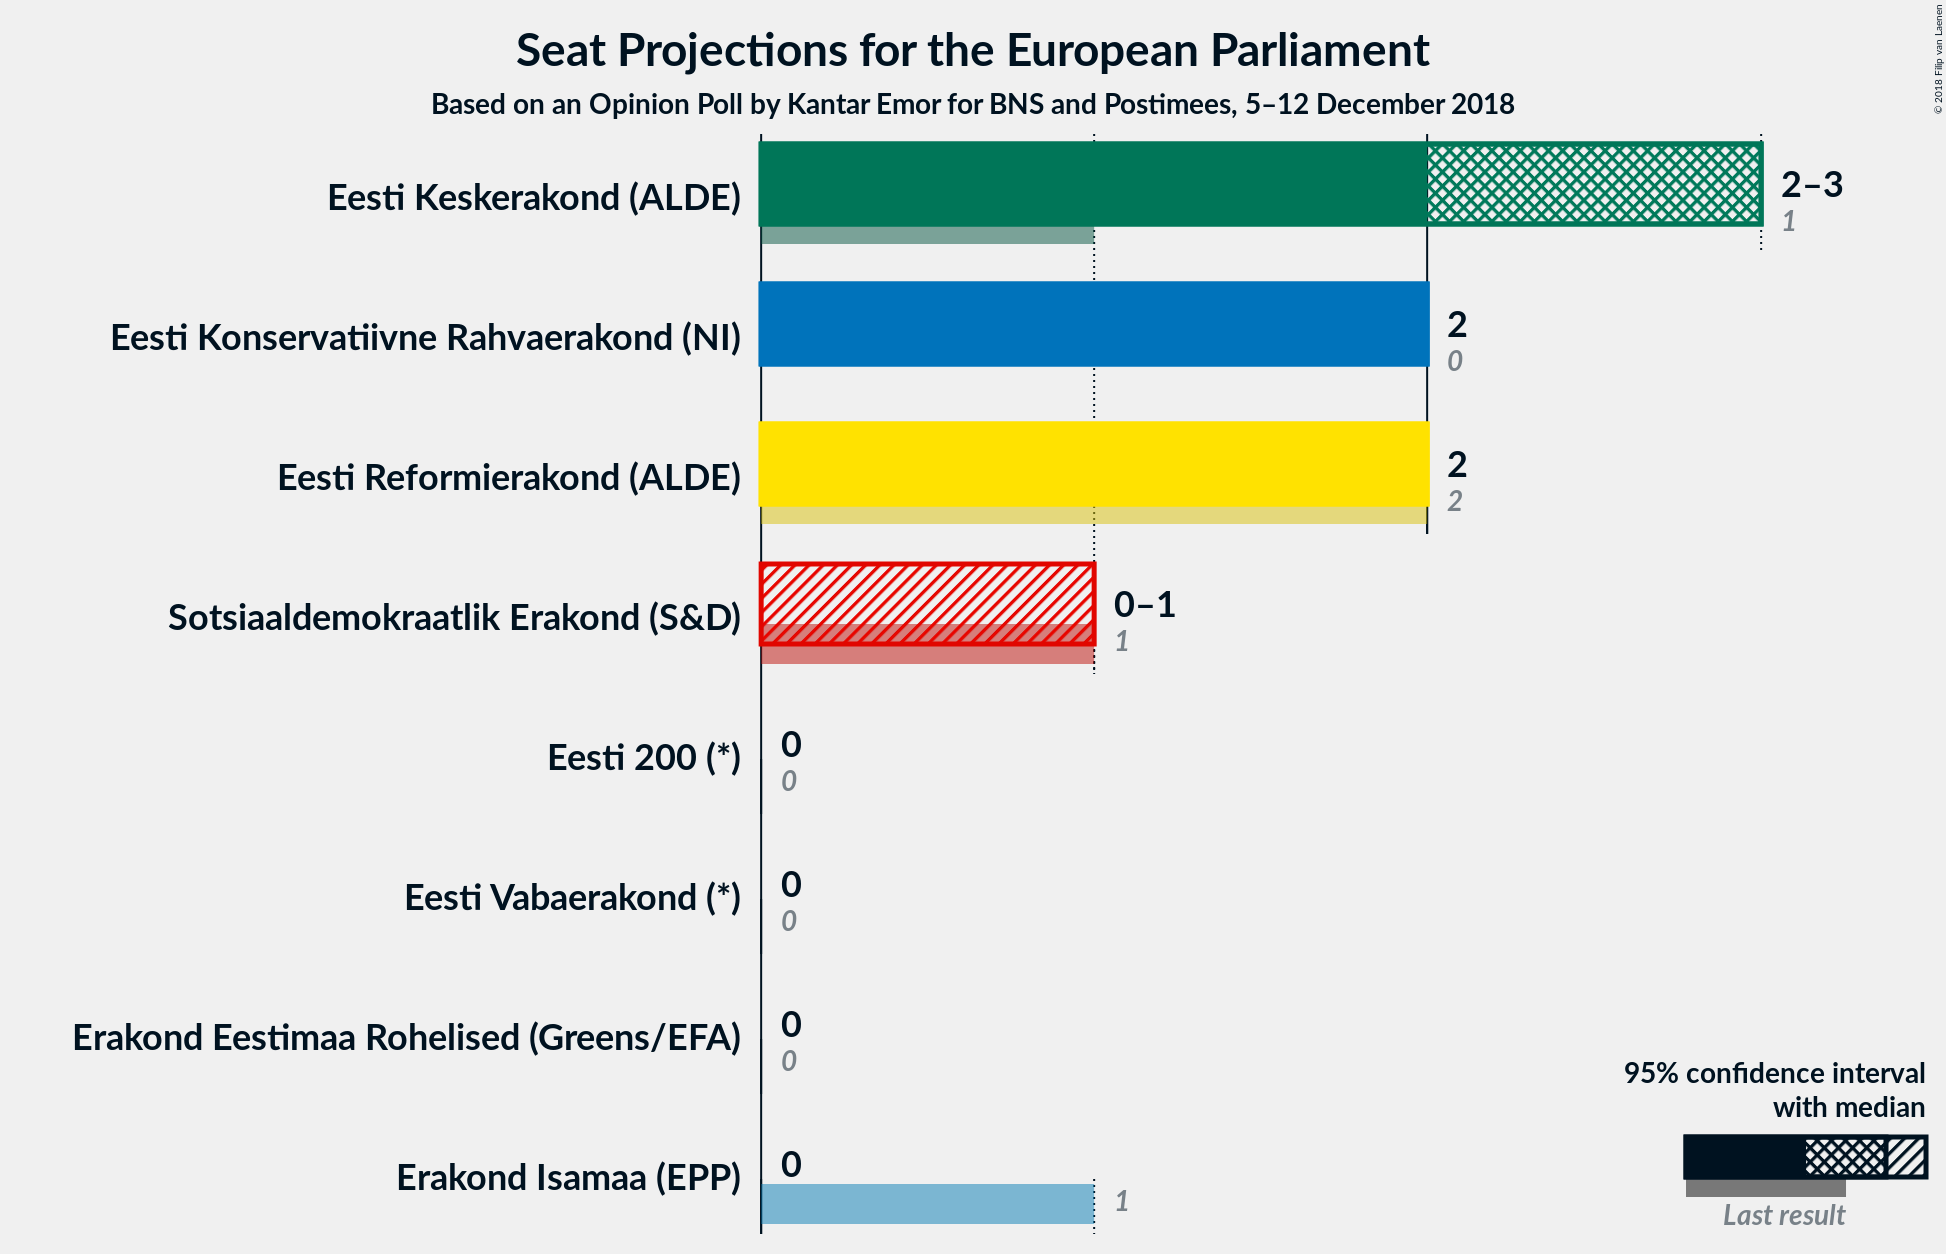 Seat Projections for the European Parliament
Based on an Opinion Poll by Kantar Emor for BNS and Postimees, 5–12 December 2018
© 2018 Filip van Laenen
Eesti Keskerakond (ALDE)
2–3
1
Eesti Konservatiivne Rahvaerakond (NI)
2
0
Eesti Reformierakond (ALDE)
2
2
Sotsiaaldemokraatlik Erakond (S&D)
0–1
1
Eesti 200 (*)
0
0
Eesti Vabaerakond (*)
0
0
Erakond Eestimaa Rohelised (Greens/EFA)
0
0
Erakond Isamaa (EPP)
0
1
95% confidence interval
with median
Last result